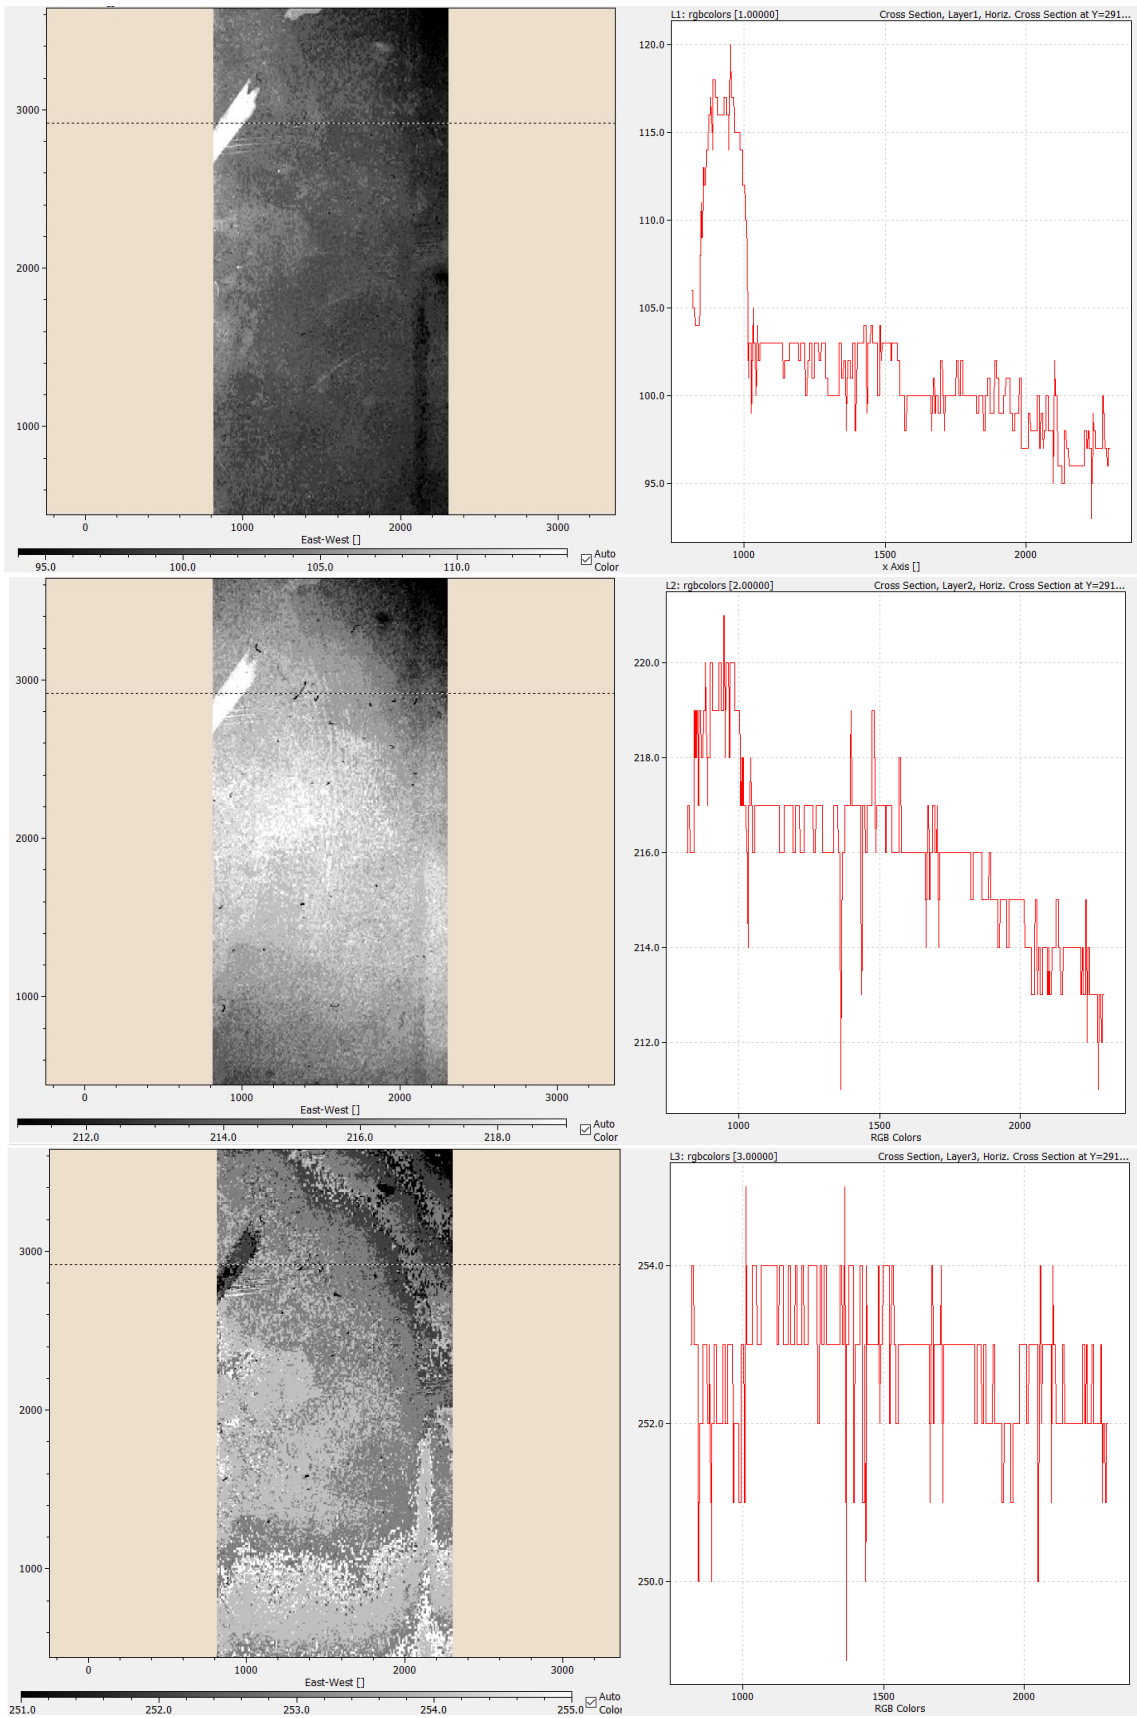 L1: rgbcolors [1.00000] Cross Section, Layer1, Horiz. Cross Section at Y=291...
3000
2000
1000
0 1000 2000 3000
East-West []
95.0 100.0 105.0 110.0
Auto
Color
120.0
115.0
110.0
105.0
100.0
95.0
1000 1500 2000
x Axis []
L2: rgbcolors [2.00000] Cross Section, Layer2, Horiz. Cross Section at Y=291...
3000
2000
1000
0 1000 2000 3000
East-West []
212.0 214.0 216.0 218.0
Auto
Color
220.0
218.0
216.0
214.0
212.0
1000 1500 2000
RGB Colors
L3: rgbcolors [3.00000] Cross Section, Layer3, Horiz. Cross Section at Y=291...
3000
2000
1000
0 1000 2000 3000
East-West []
251.0 252.0 253.0 254.0 255.0
Auto
Color
254.0
252.0
250.0
1000 1500 2000
RGB Colors